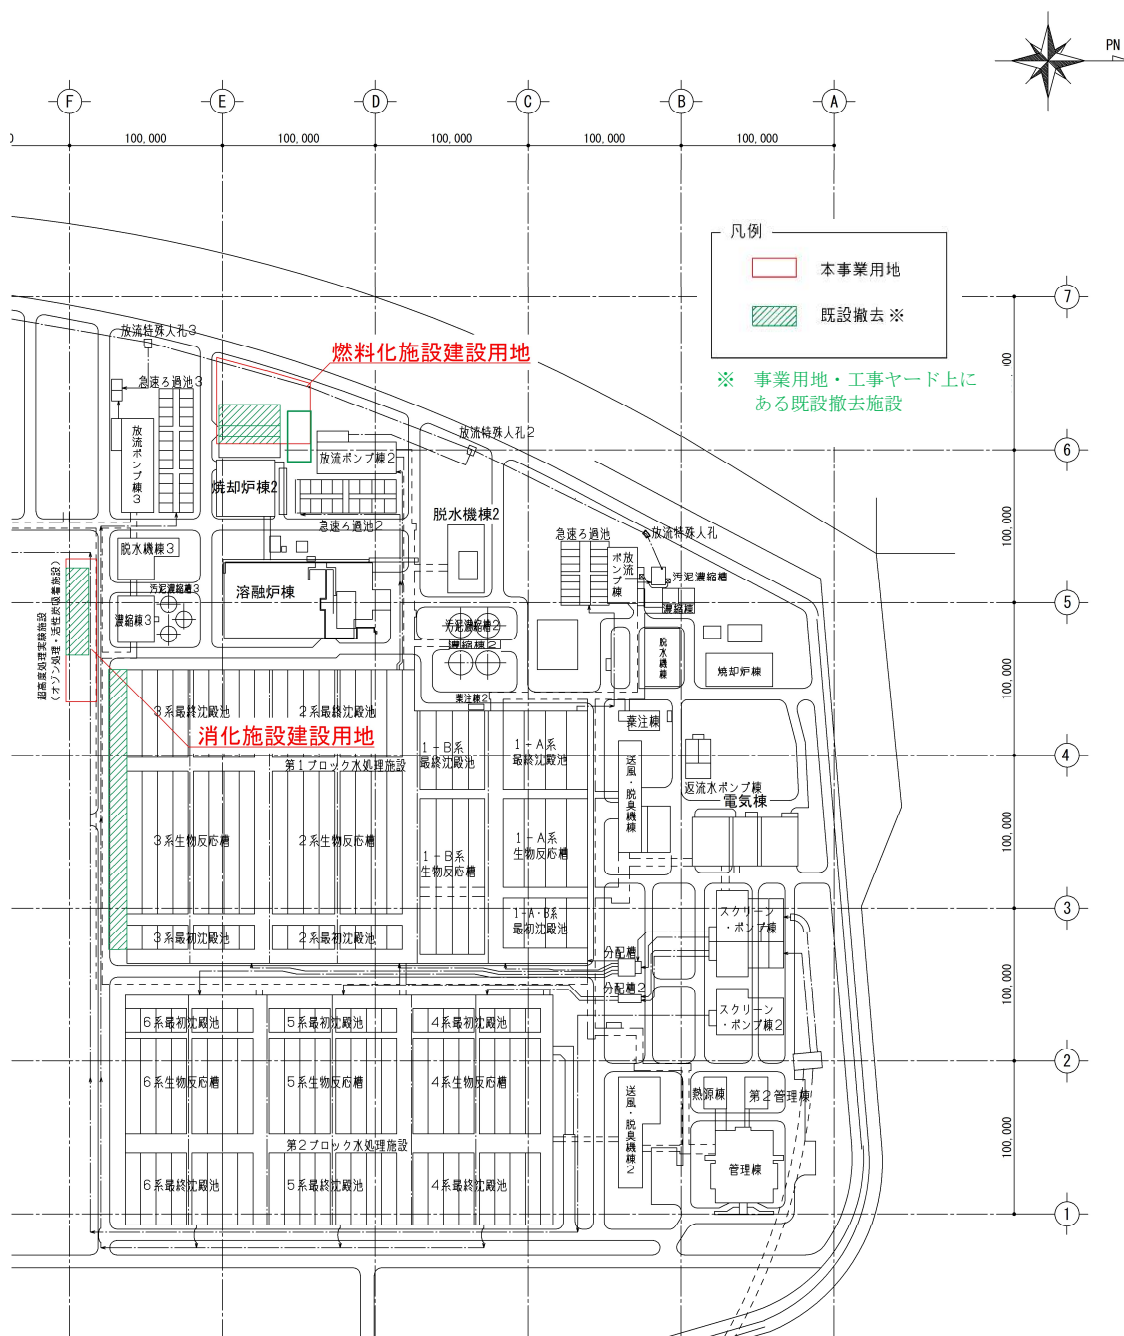 PN
F
E
D
C
B
A
100,000
100,000
100,000
100,000
100,000
凡例
本事業用地
既設撤去※
※ 事業用地・工事ヤード上に
ある既設撤去施設
7
6
5
4
3
2
1
100,000
100,000
100,000
100,000
100,000
放流特殊人孔3
燃料化施設建設用地
急速ろ過池3
放流ポンプ棟3
放流特殊人孔2
放流ポンプ棟2
焼却炉棟2
急速ろ過池2
脱水機棟2
急速ろ過池
放流ポンプ棟
放流特殊人孔
脱水機棟3
汚泥濃縮槽
汚泥濃縮槽3
溶融炉棟
濃縮棟
濃縮棟3
汚泥濃縮槽2
濃縮棟2
脱水機棟
焼却炉棟
超高度処理実験施設
(オゾン処理・活性炭吸着施設)
薬注棟2
3系最終沈殿池
2系最終沈殿池
薬注棟
消化施設建設用地
1-B系
最終沈殿池
1-A系
最終沈殿池
第1ブロック水処理施設
送風・脱臭機棟
返流水ポンプ棟
電気棟
3系生物反応槽
2系生物反応槽
1-B系
生物反応槽
1-A系
生物反応槽
3系最初沈殿池
2系最初沈殿池
1-A・B系
最初沈殿池
スクリーン
・ポンプ棟
分配槽
分配槽2
スクリーン
・ポンプ棟2
6系最初沈殿池
5系最初沈殿池
4系最初沈殿池
6系生物反応槽
5系生物反応槽
4系生物反応槽
熱源棟
第2管理棟
送風・脱臭機棟2
第2ブロック水処理施設
管理棟
6系最終沈殿池
5系最終沈殿池
4系最終沈殿池